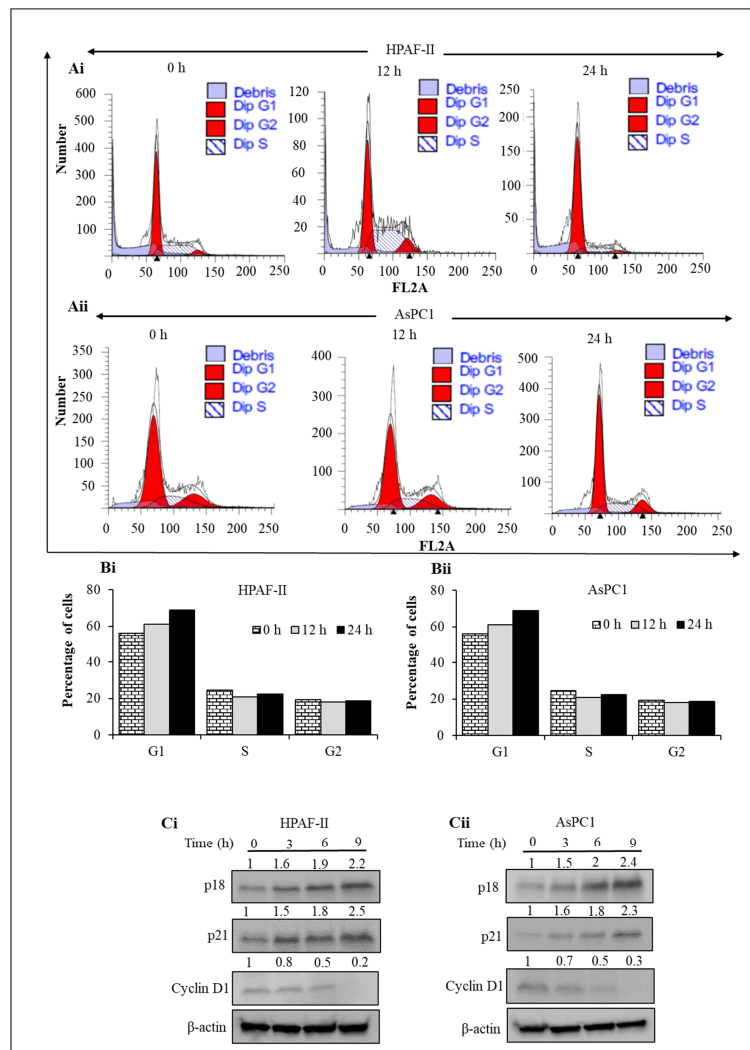 HPAF-II
Ai
0 h
12 h
24 h
Number
600
500
400
300
200
100
Debris
Dip G1
Dip G2
Dip S
0 50 100 150 200 250
120
100
80
60
40
20
Debris
Dip G1
Dip G2
Dip S
0 50 100 150 200 250
250
200
150
100
50
Debris
Dip G1
Dip G2
Dip S
0 50 100 150 200 250
FL2A
Aii
AsPC1
0 h
12 h
24 h
Number
350
300
250
200
150
100
50
Debris
Dip G1
Dip G2
Dip S
0 50 100 150 200 250
400
300
200
100
Debris
Dip G1
Dip G2
Dip S
0 50 100 150 200 250
500
400
300
200
100
Debris
Dip G1
Dip G2
Dip S
0 50 100 150 200 250
FL2A
Bi
HPAF-II
Percentage of cells
80
60
40
20
0
0 h 12 h 24 h
G1 S G2
Bii
AsPC1
Percentage of cells
80
60
40
20
0
0 h 12 h 24 h
G1 S G2
Ci
HPAF-II
Time (h) 0 3 6 9
1 1.6 1.9 2.2
p18
1 1.5 1.8 2.5
p21
1 0.8 0.5 0.2
Cyclin D1
β-actin
Cii
AsPC1
Time (h) 0 3 6 9
1 1.5 2 2.4
p18
1 1.6 1.8 2.3
p21
1 0.7 0.5 0.3
Cyclin D1
β-actin